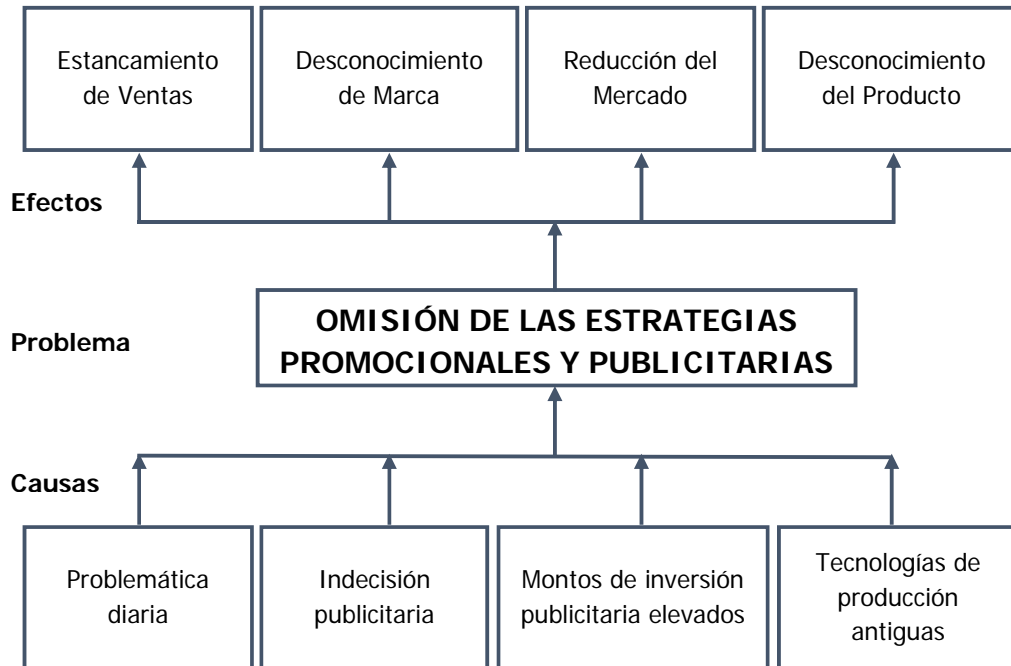 Estancamiento
de Ventas
Desconocimiento
de Marca
Reducción del
Mercado
Desconocimiento
del Producto
Efectos
Problema
OMISIÓN DE LAS ESTRATEGIAS
PROMOCIONALES Y PUBLICITARIAS
Causas
Problemática
diaria
Indecisión
publicitaria
Montos de inversión
publicitaria elevados
Tecnologías de
producción
antiguas